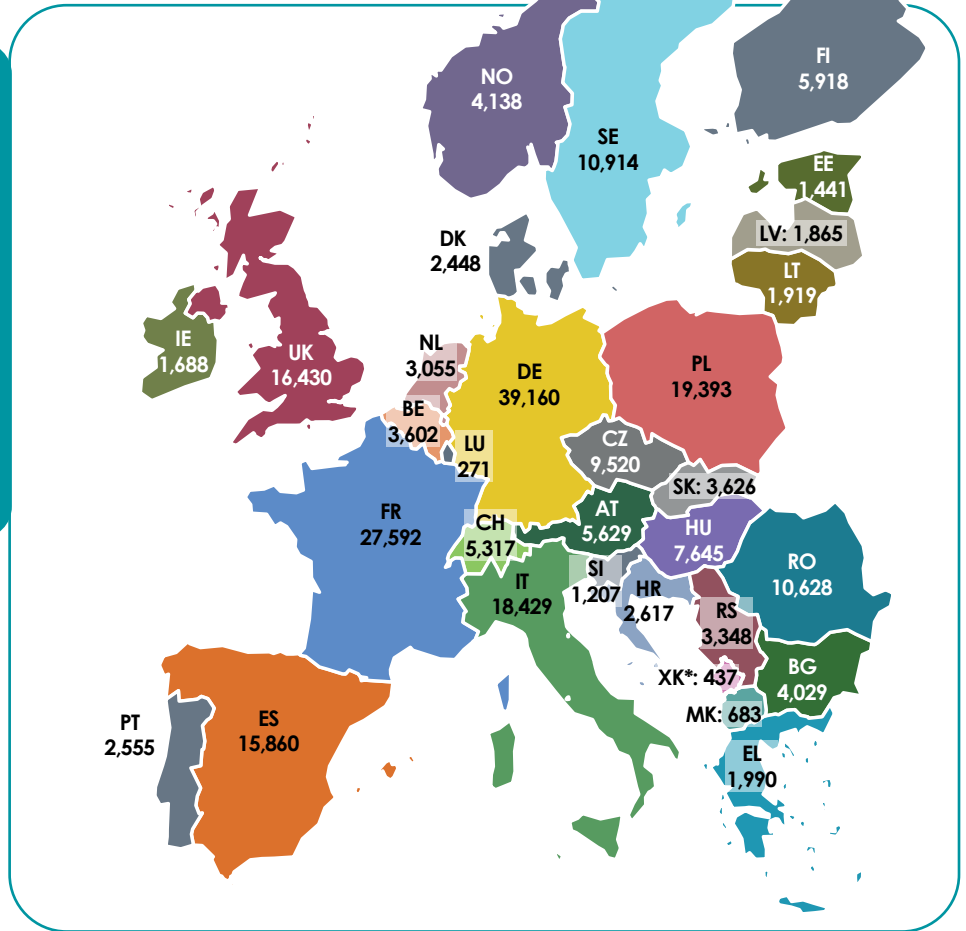 FI
5,918
NO
4,138
SE
10,914
EE
1,441
LV: 1,865
DK
2,448
LT
1,919
IE
1,688
UK
16,430
NL
3,055
DE
39,160
PL
19,393
BE
3,602
LU
271
CZ
9,520
SK: 3,626
FR
27,592
CH
5,317
AT
5,629
HU
7,645
IT
18,429
SI
1,207
HR
2,617
RO
10,628
RS
3,348
XK*: 437
BG
4,029
MK: 683
PT
2,555
ES
15,860
EL
1,990